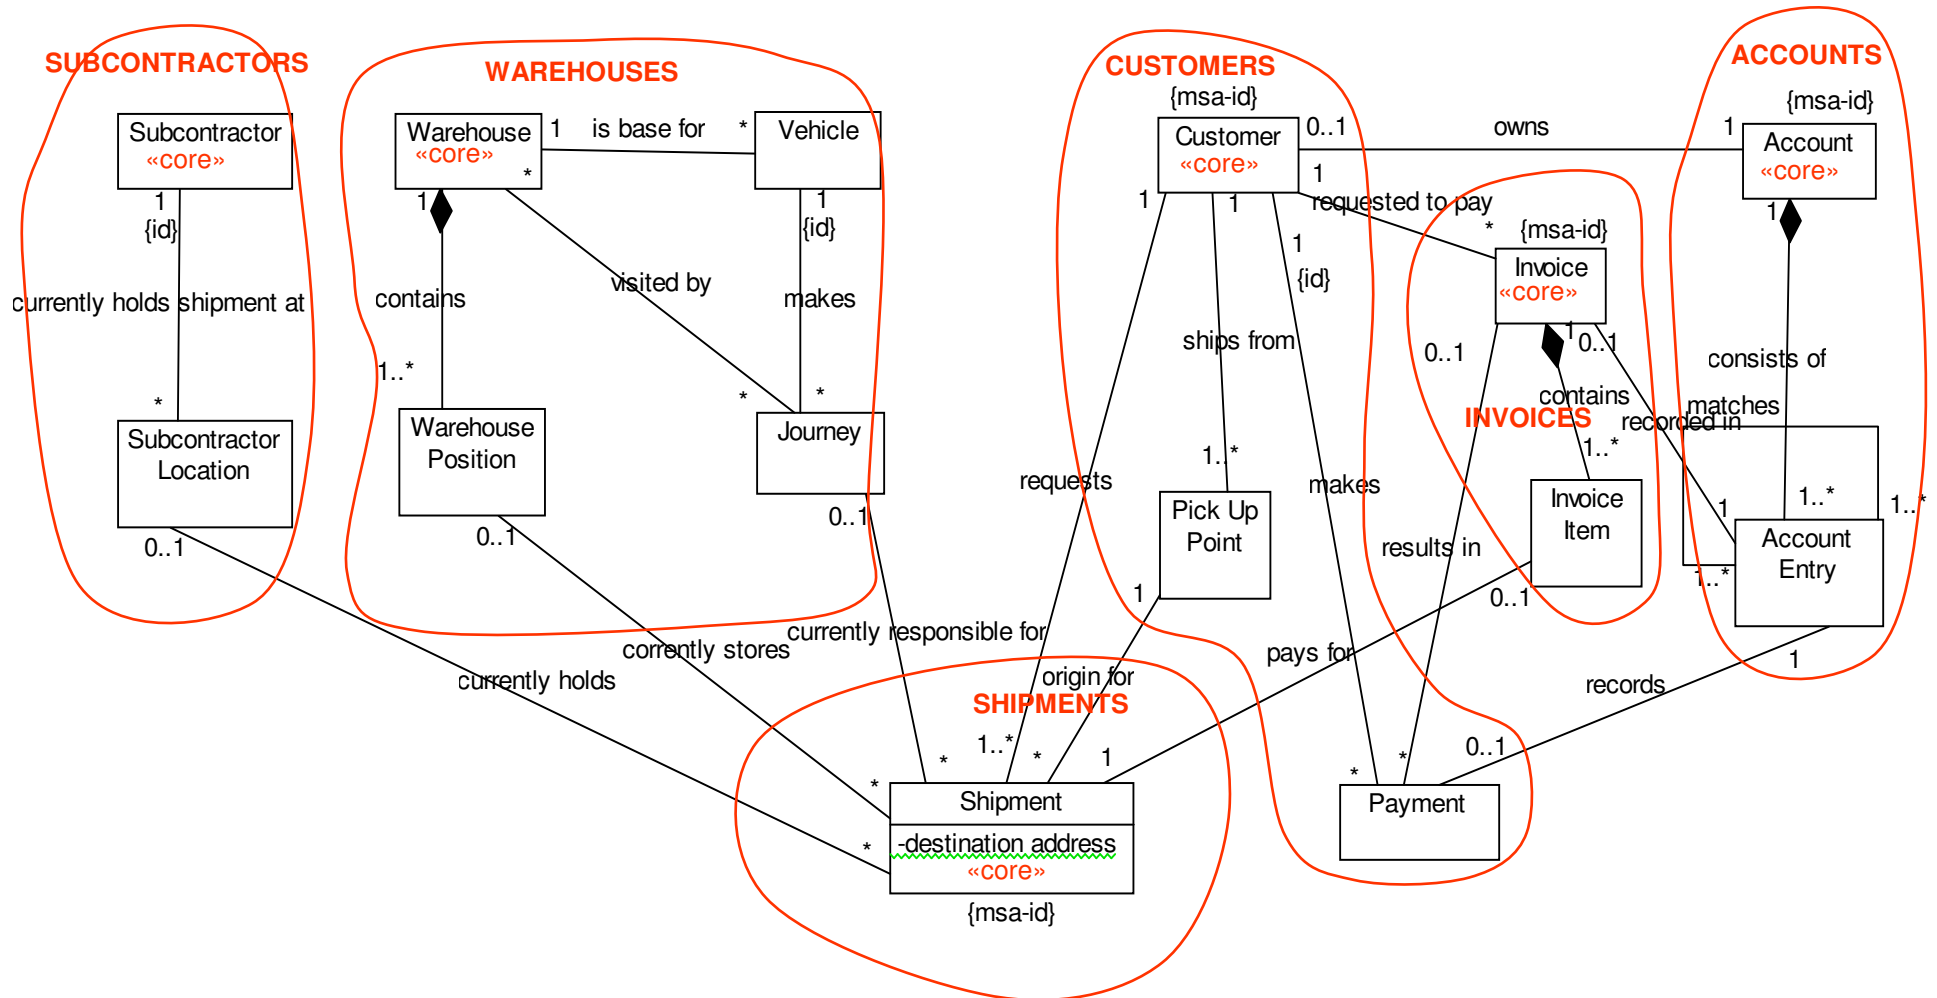 SUBCONTRACTORS
WAREHOUSES
CUSTOMERS
ACCOUNTS
{msa-id}
{msa-id}
Subcontractor
«core»
1
{id}
currently holds shipment at
*
Subcontractor
Location
0..1
Warehouse
«core»
*
1
is base for
*
Vehicle
1
{id}
1
contains
1..*
visited by
*
makes
*
Warehouse
Position
0..1
Journey
0..1
Customer
«core»
0..1
owns
1
Account
«core»
1
requested to pay
*
{msa-id}
Invoice
«core»
1
1
1
{id}
ships from
1..*
requests
makes
Pick Up
Point
1
0..1
1
0..1
contains
INVOICES
1..*
recorded in
1
Invoice
Item
0..1
results in
1
consists of
matches
1..*
1..*
1..*
Account
Entry
1
records
0..1
pays for
currently holds
corrently stores
currently responsible for
origin for
SHIPMENTS
*
1..*
*
1
*
*
*
*
Shipment
-destination address
«core»
{msa-id}
Payment